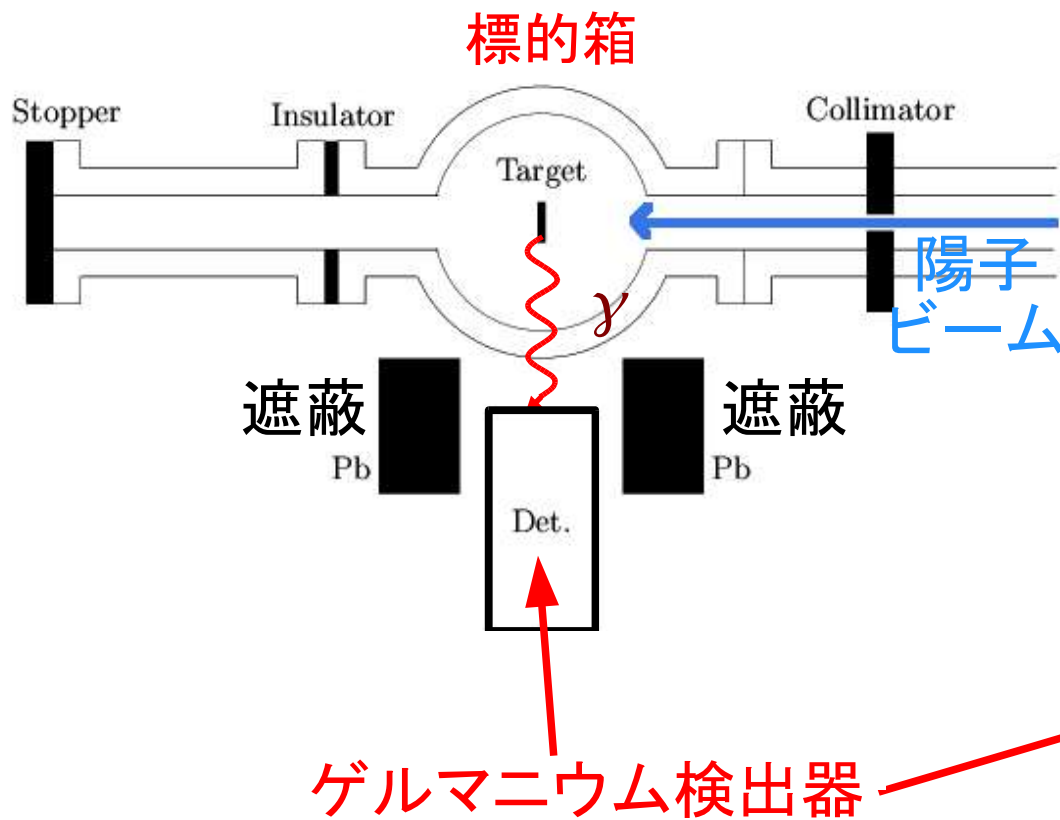 標的箱
Stopper
Insulator
Collimator
Target
陽子
ビーム
γ
遮蔽
遮蔽
Pb
Pb
Det.
ゲルマニウム検出器